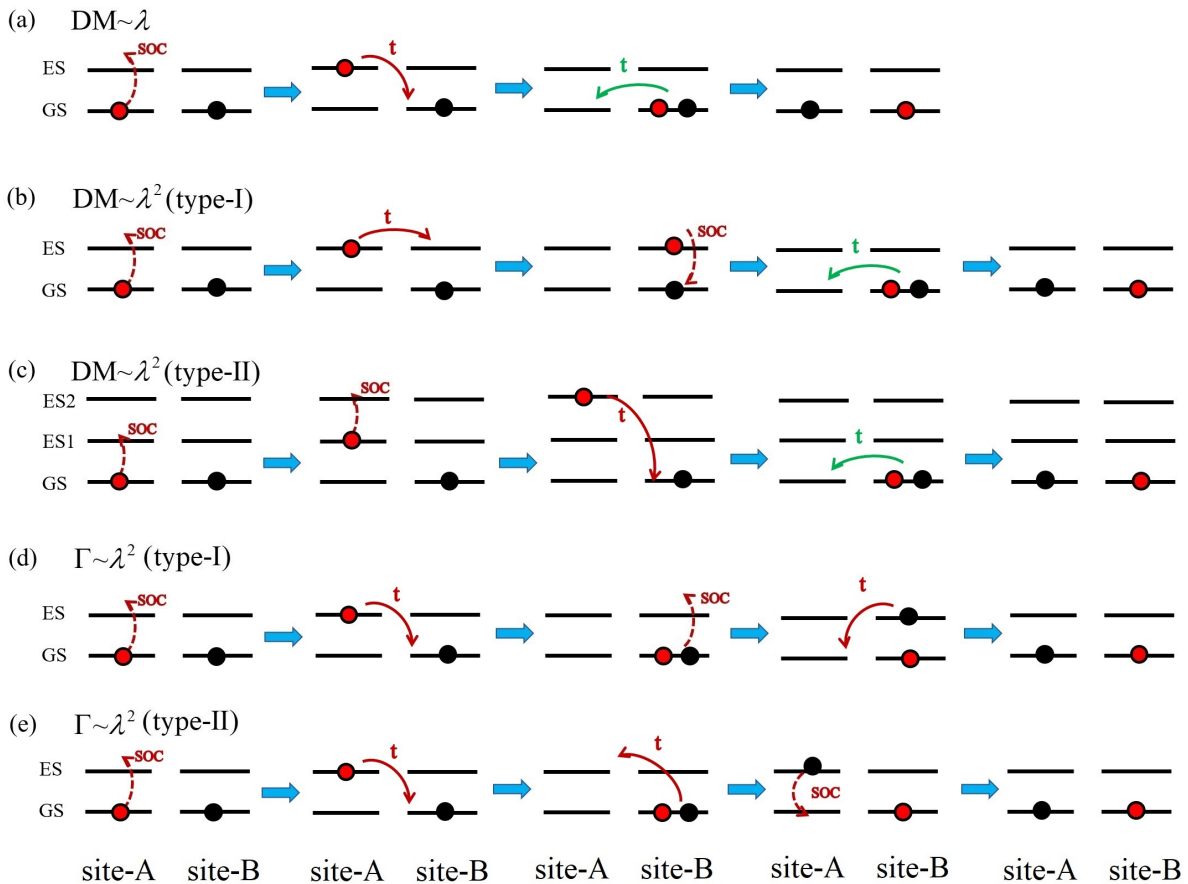 (a) DM~λ
SOC t t
ES
GS
(b) DM~λ² (type-I)
SOC t SOC t
ES
GS
(c) DM~λ² (type-II)
ES2 SOC
SOC t t
ES1
GS
(d) Γ~λ² (type-I)
SOC t SOC t
ES
GS
(e) Γ~λ² (type-II)
SOC t t
ES
SOC
GS
site-A site-B site-A site-B site-A site-B site-A site-B site-A site-B